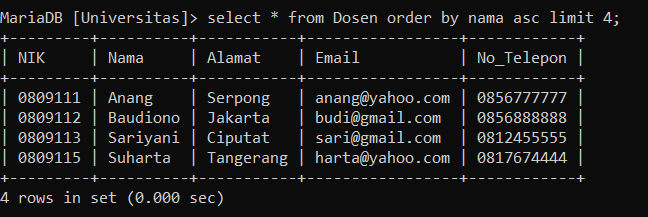 MariaDB [Universitas]> select * from Dosen order by nama asc limit 4;
+---------+----------+-----------+-----------------+------------+
| NIK     | Nama     | Alamat    | Email           | No_Telepon |
+---------+----------+-----------+-----------------+------------+
| 0809111 | Anang    | Serpong   | anang@yahoo.com | 0856777777 |
| 0809112 | Baudiono | Jakarta   | budi@gmail.com  | 0856888888 |
| 0809113 | Sariyani | Ciputat   | sari@gmail.com  | 0812455555 |
| 0809115 | Suharta  | Tangerang | harta@yahoo.com | 0817674444 |
+---------+----------+-----------+-----------------+------------+
4 rows in set (0.000 sec)